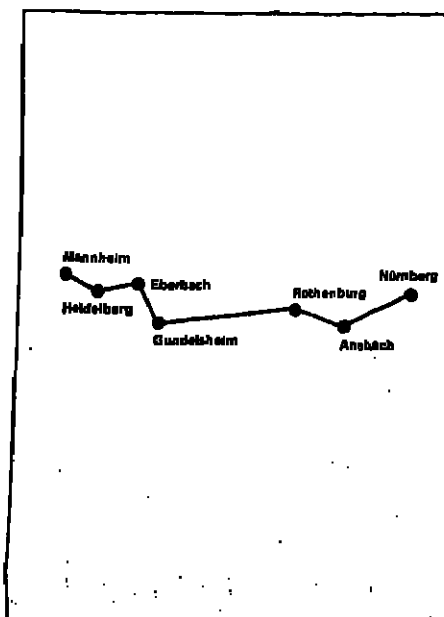 Mannheim
Heidelberg
Eberbach
Gundelsheim
Rothenburg
Ansbach
Nürnberg